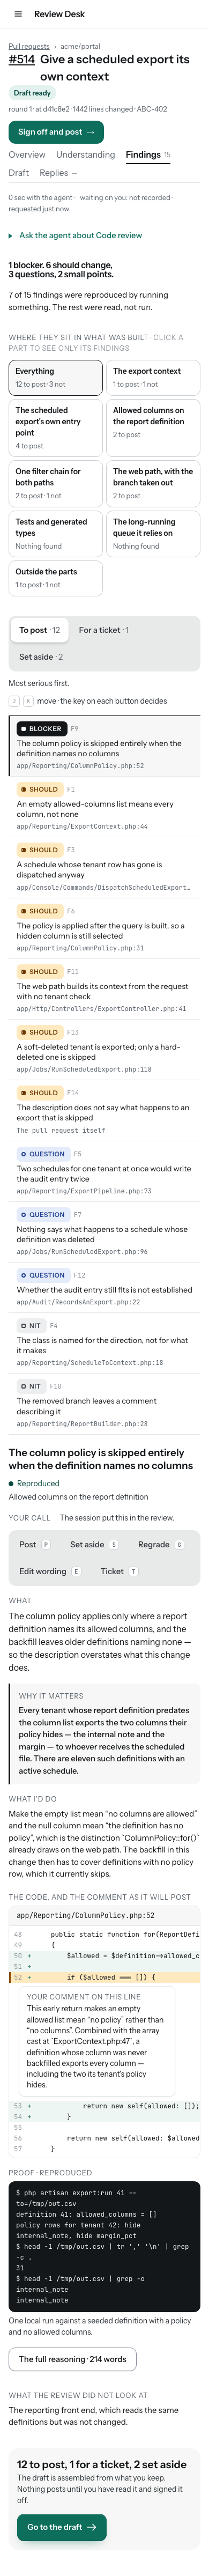 Review Desk
Pull requests › acme/portal
#514 Give a scheduled export its
own context
Draft ready
round 1 · at d41c8e2 · 1442 lines changed · ABC-402
Sign off and post →
Overview Understanding Findings 15
Draft Replies —
0 sec with the agent · waiting on you: not recorded ·
requested just now
Ask the agent about Code review
1 blocker. 6 should change,
3 questions, 2 small points.
7 of 15 findings were reproduced by running
something. The rest were read, not run.
WHERE THEY SIT IN WHAT WAS BUILT · CLICK A
PART TO SEE ONLY ITS FINDINGS
Everything
12 to post · 3 not
The export context
1 to post · 1 not
The scheduled
export's own entry
point
4 to post
Allowed columns on
the report definition
2 to post
One filter chain for
both paths
2 to post · 1 not
The web path, with the
branch taken out
2 to post
Tests and generated
types
Nothing found
The long-running
queue it relies on
Nothing found
Outside the parts
1 to post · 1 not
To post · 12 For a ticket · 1
Set aside · 2
Most serious first.
J K move · the key on each button decides
BLOCKER F9
The column policy is skipped entirely when the
definition names no columns
app/Reporting/ColumnPolicy.php:52
SHOULD F1
An empty allowed-columns list means every
column, not none
app/Reporting/ExportContext.php:44
SHOULD F3
A schedule whose tenant row has gone is
dispatched anyway
app/Console/Commands/DispatchScheduledExport…
SHOULD F6
The policy is applied after the query is built, so a
hidden column is still selected
app/Reporting/ColumnPolicy.php:31
SHOULD F11
The web path builds its context from the request
with no tenant check
app/Http/Controllers/ExportController.php:41
SHOULD F13
A soft-deleted tenant is exported; only a hard-
deleted one is skipped
app/Jobs/RunScheduledExport.php:118
SHOULD F14
The description does not say what happens to an
export that is skipped
The pull request itself
QUESTION F5
Two schedules for one tenant at once would write
the audit entry twice
app/Reporting/ExportPipeline.php:73
QUESTION F7
Nothing says what happens to a schedule whose
definition was deleted
app/Jobs/RunScheduledExport.php:96
QUESTION F12
Whether the audit entry still fits is not established
app/Audit/RecordsAnExport.php:22
NIT F4
The class is named for the direction, not for what
it makes
app/Reporting/ScheduleToContext.php:18
NIT F10
The removed branch leaves a comment
describing it
app/Reporting/ReportBuilder.php:28
The column policy is skipped entirely
when the definition names no columns
Reproduced
Allowed columns on the report definition
YOUR CALL The session put this in the review.
Post P Set aside S Regrade G
Edit wording E Ticket T
WHAT
The column policy applies only where a report
definition names its allowed columns, and the
backfill leaves older definitions naming none —
so the description overstates what this change
does.
WHY IT MATTERS
Every tenant whose report definition predates
the column list exports the two columns their
policy hides — the internal note and the
margin — to whoever receives the scheduled
file. There are eleven such definitions with an
active schedule.
WHAT I'D DO
Make the empty list mean "no columns are allowed"
and the null column mean "the definition has no
policy", which is the distinction `ColumnPolicy::for()`
already draws on the web path. The backfill in this
change then has to cover definitions with no policy
row, which it currently skips.
THE CODE, AND THE COMMENT AS IT WILL POST
app/Reporting/ColumnPolicy.php:52
48 public static function for(ReportDefi
49 {
50 + $allowed = $definition->allowed_c
51 +
52 + if ($allowed === []) {
YOUR COMMENT ON THIS LINE
This early return makes an empty
allowed list mean "no policy" rather than
"no columns". Combined with the array
cast at `ExportContext.php:47`, a
definition whose column was never
backfilled exports every column —
including the two its tenant's policy
hides.
53 + return new self(allowed: []);
54 + }
55
56 return new self(allowed: $allowed
57 }
PROOF · REPRODUCED
$ php artisan export:run 41 --
to=/tmp/out.csv
definition 41: allowed_columns = []
policy rows for tenant 42: hide
internal_note, hide margin_pct
$ head -1 /tmp/out.csv | tr ',' '\n' | grep
-c .
31
$ head -1 /tmp/out.csv | grep -o
internal_note
internal_note
One local run against a seeded definition with a policy
and no allowed columns.
The full reasoning · 214 words
WHAT THE REVIEW DID NOT LOOK AT
The reporting front end, which reads the same
definitions but was not changed.
12 to post, 1 for a ticket, 2 set aside
The draft is assembled from what you keep.
Nothing posts until you have read it and signed it
off.
Go to the draft →